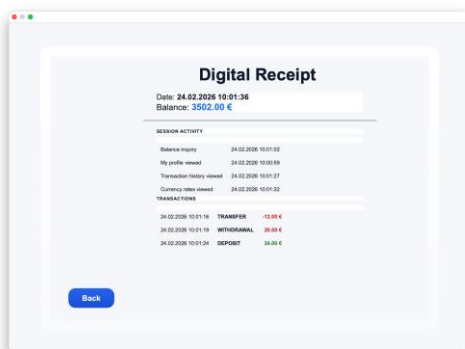 Digital Receipt
Date: 24.02.2026 10:01:36
Balance: 3502.00 €
SESSION ACTIVITY
Balance inquiry 24.02.2026 10:01:02
My profile viewed 24.02.2026 10:00:59
Transaction history viewed 24.02.2026 10:01:27
Currency rates viewed 24.02.2026 10:01:32
TRANSACTIONS
24.02.2026 10:01:16 TRANSFER -12.00 €
24.02.2026 10:01:19 WITHDRAWAL 20.00 €
24.02.2026 10:01:24 DEPOSIT 34.00 €
Back